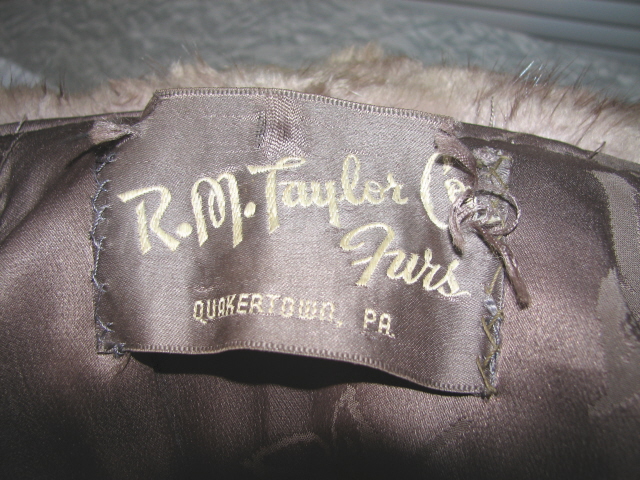 R.M. Taylor Co.
Furs
QUAKERTOWN, PA.